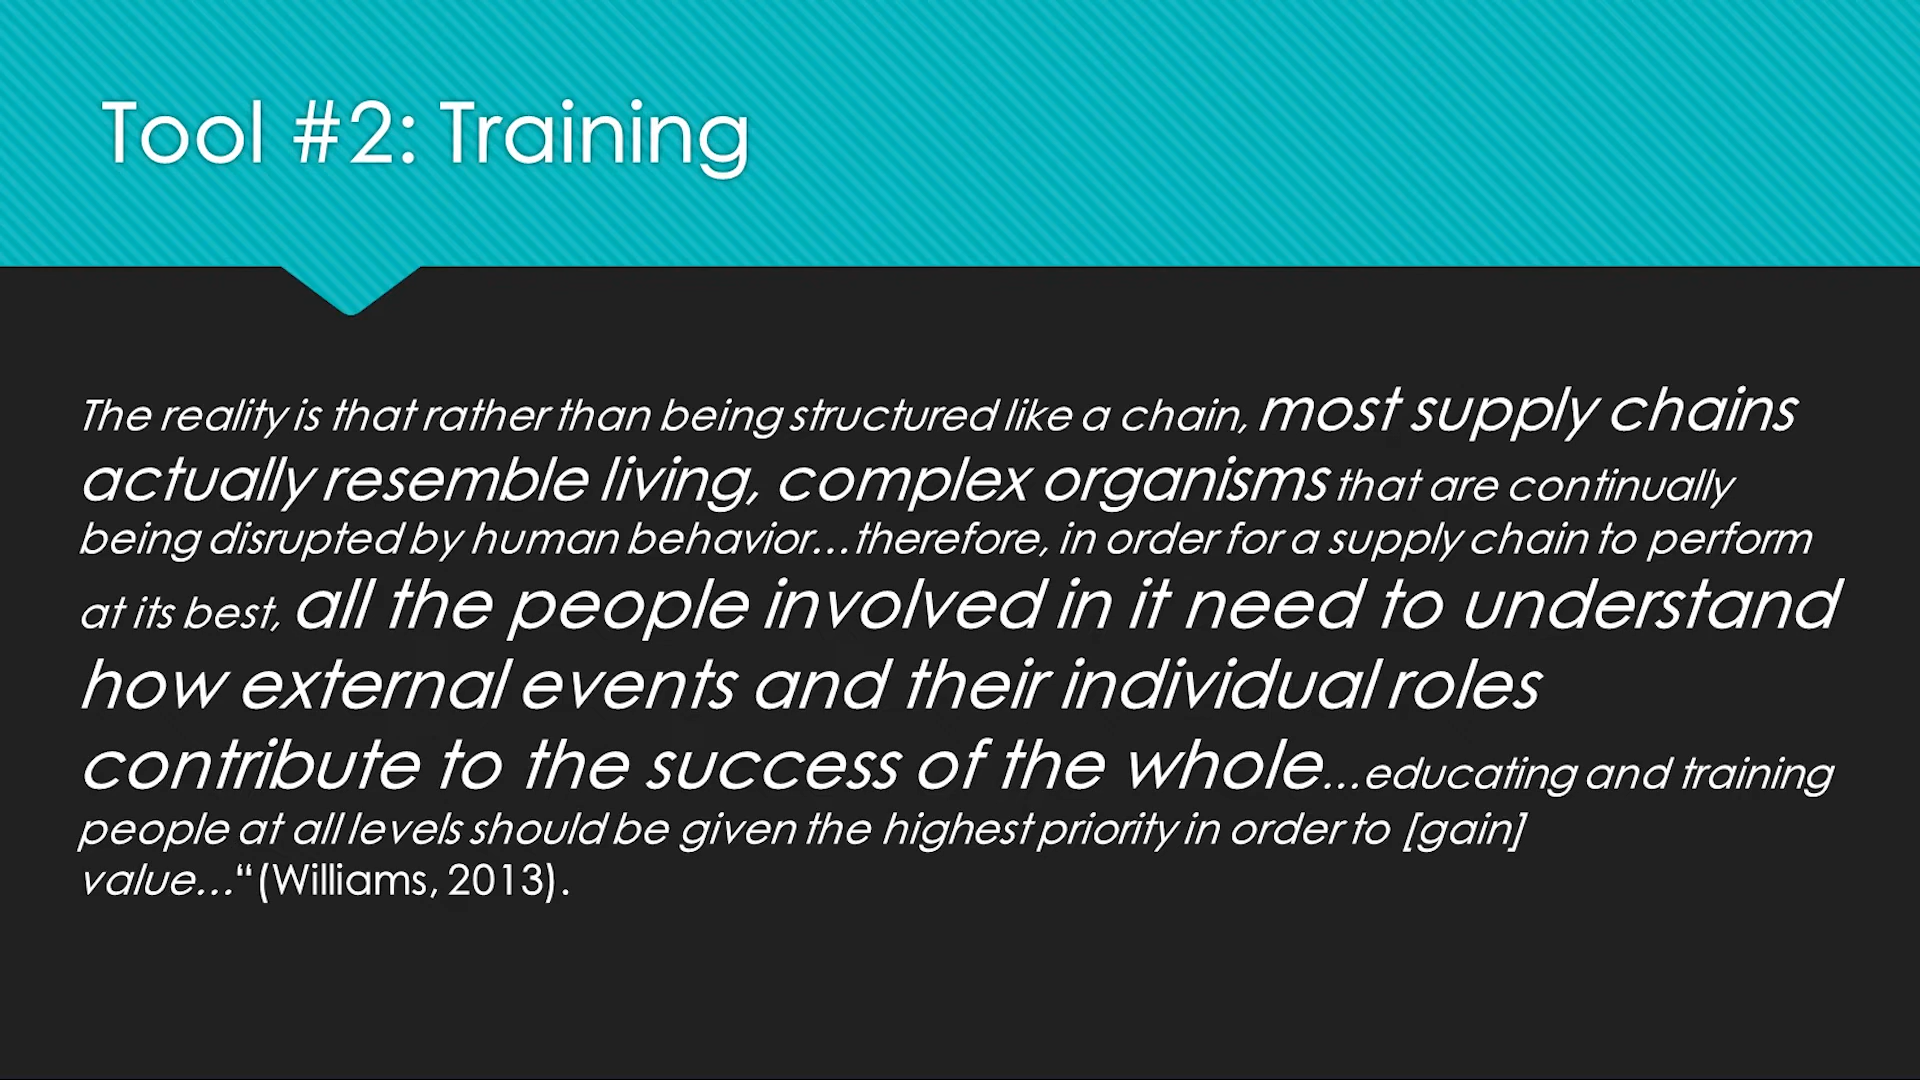 Tool #2: Training
The reality is that rather than being structured like a chain, most supply chains
actually resemble living, complex organisms that are continually
being disrupted by human behavior...therefore, in order for a supply chain to perform
at its best, all the people involved in it need to understand
how external events and their individual roles
contribute to the success of the whole...educating and training
people at all levels should be given the highest priority in order to [gain]
value...“(Williams, 2013).